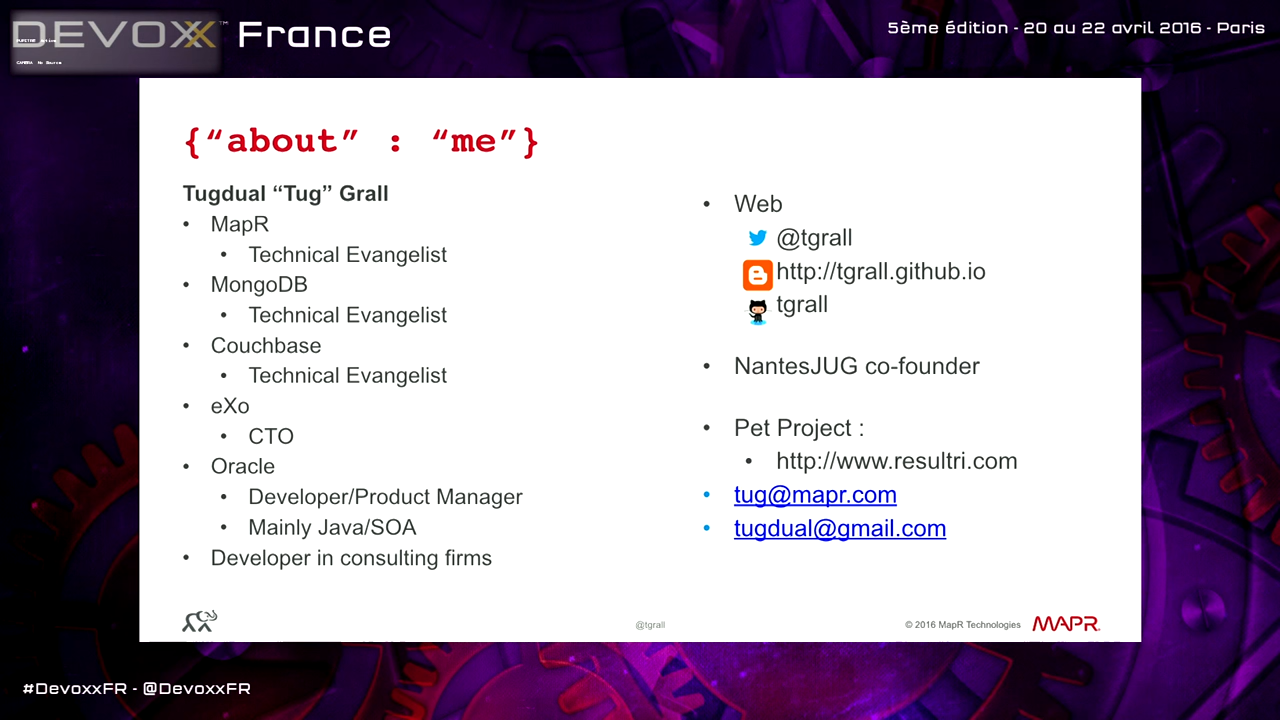 DEVOXX™ France
5ème édition - 20 au 22 avril 2016 - Paris
{“about” : “me”}
Tugdual “Tug” Grall
• MapR
• Technical Evangelist
• MongoDB
• Technical Evangelist
• Couchbase
• Technical Evangelist
• eXo
• CTO
• Oracle
• Developer/Product Manager
• Mainly Java/SOA
• Developer in consulting firms
• Web
@tgrall
http://tgrall.github.io
tgrall
• NantesJUG co-founder
• Pet Project :
• http://www.resultri.com
• tug@mapr.com
• tugdual@gmail.com
@tgrall
© 2016 MapR Technologies
MAPR.
#DevoxxFR - @DevoxxFR